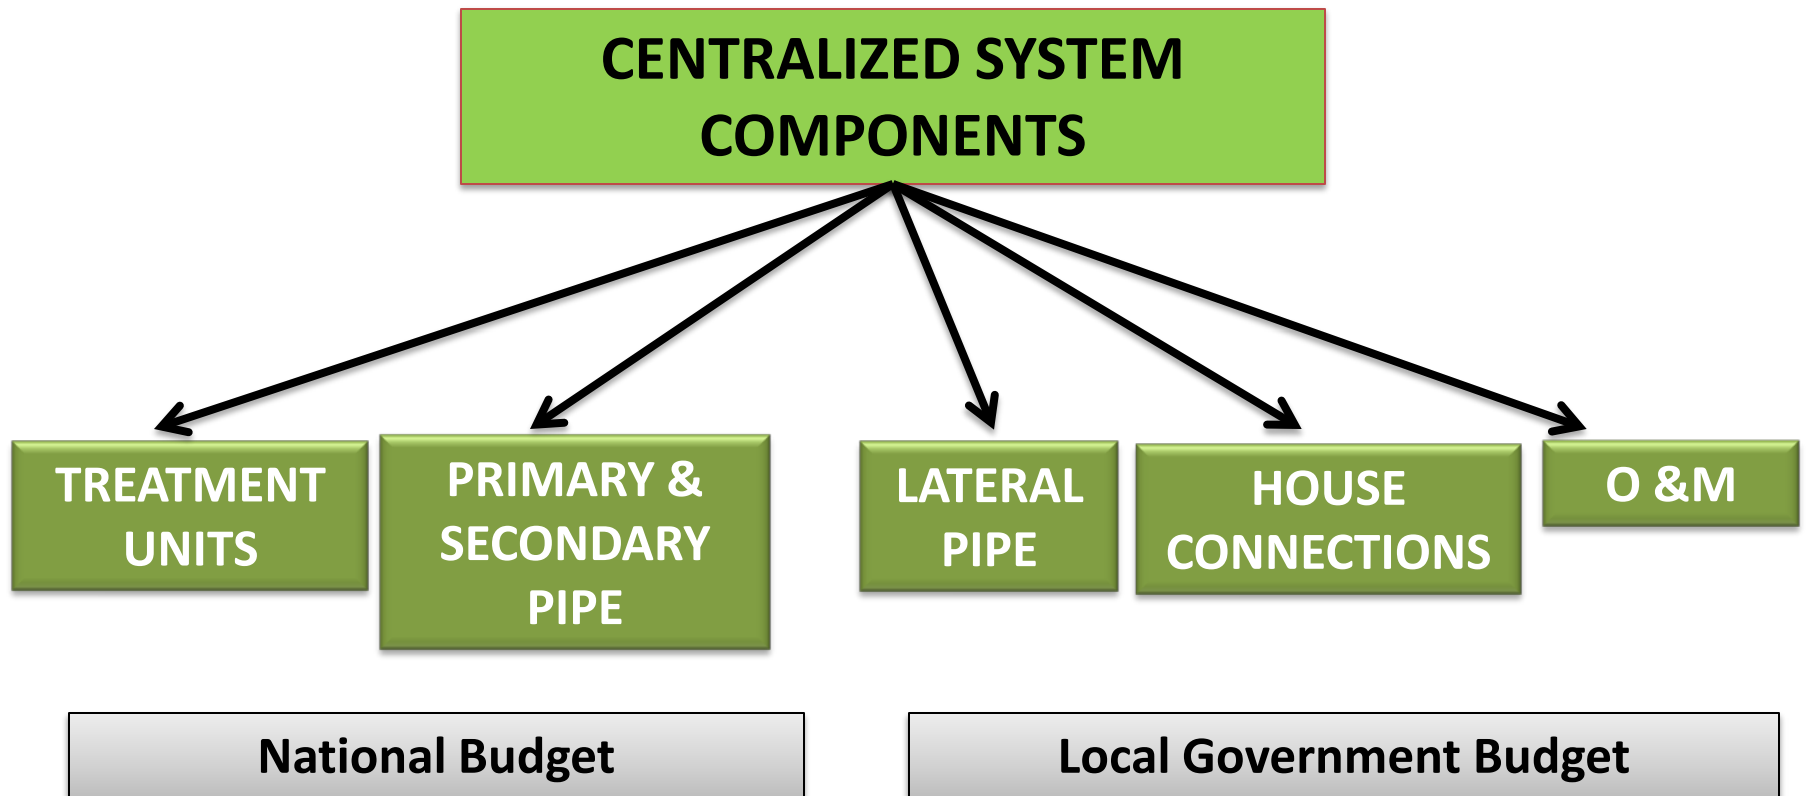 CENTRALIZED SYSTEM
COMPONENTS
TREATMENT
UNITS
PRIMARY &
SECONDARY
PIPE
LATERAL
PIPE
HOUSE
CONNECTIONS
O &M
National Budget
Local Government Budget